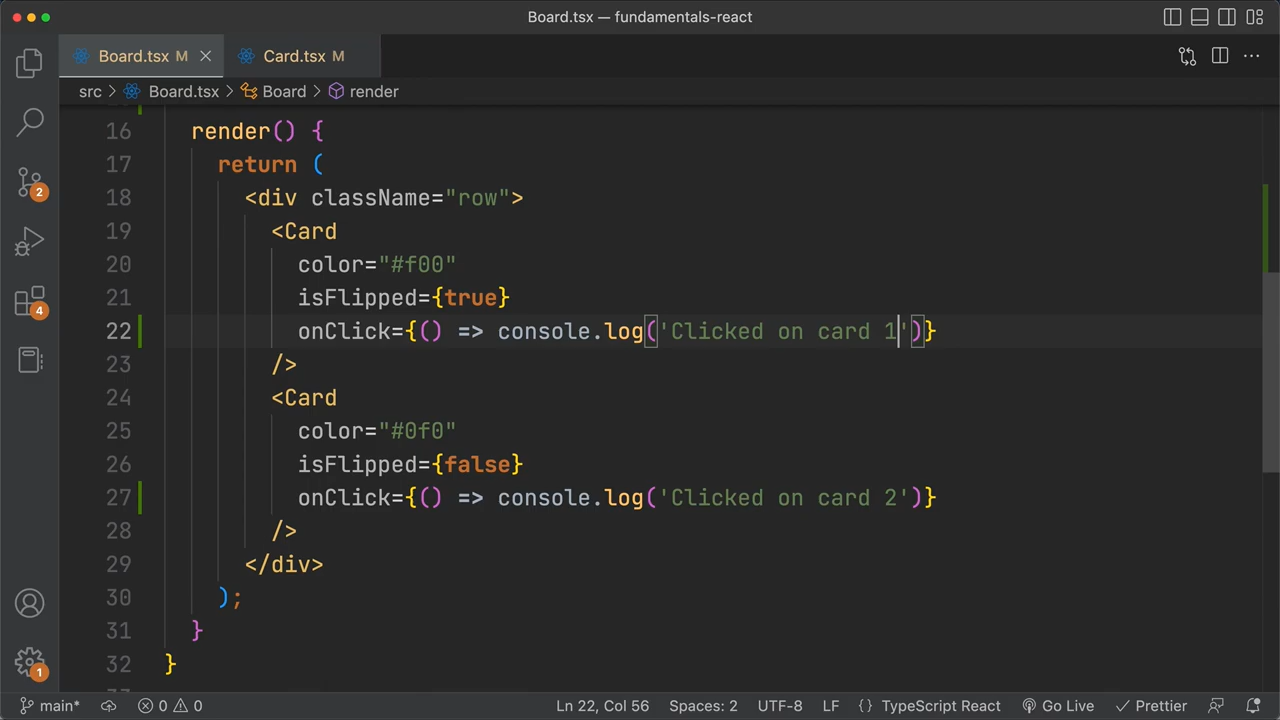 Board.tsx — fundamentals-react
Board.tsx M
Card.tsx M
src > Board.tsx > Board > render
16 render() {
17 return (
18 <div className="row">
19 <Card
20 color="#f00"
21 isFlipped={true}
22 onClick={() => console.log('Clicked on card 1')}
23 />
24 <Card
25 color="#0f0"
26 isFlipped={false}
27 onClick={() => console.log('Clicked on card 2')}
28 />
29 </div>
30 );
31 }
32 }
2
4
1
main* 0 0 Ln 22, Col 56 Spaces: 2 UTF-8 LF {} TypeScript React Go Live Prettier